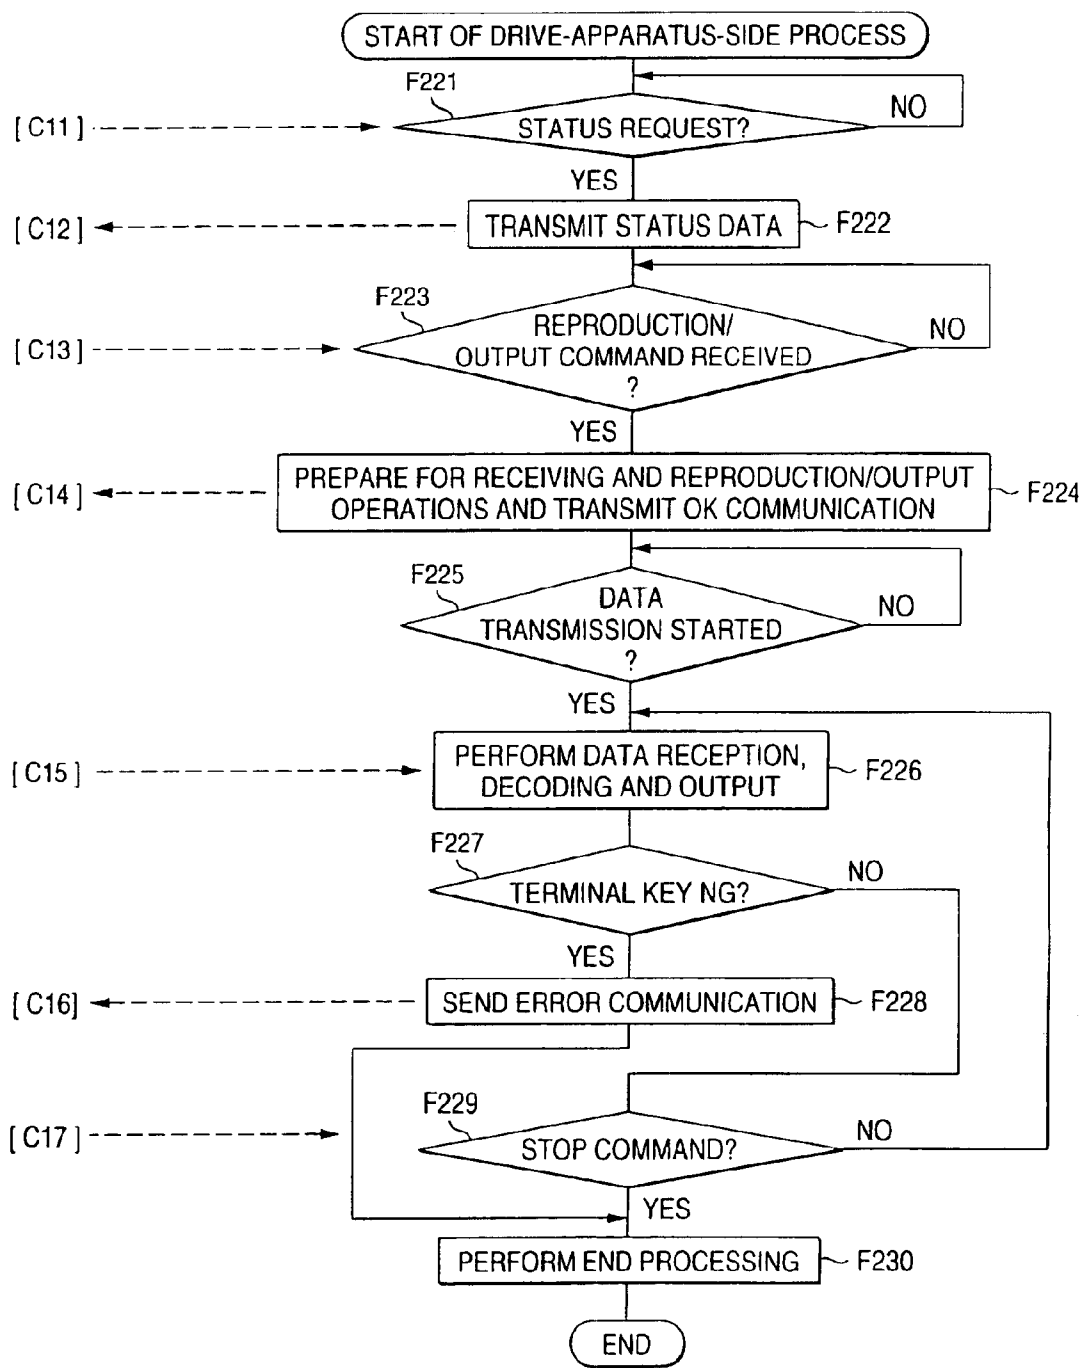 START OF DRIVE-APPARATUS-SIDE PROCESS
F221
NO
[ C11 ]
STATUS REQUEST?
YES
[ C12 ]
TRANSMIT STATUS DATA
F222
F223
REPRODUCTION/
NO
[ C13 ]
OUTPUT COMMAND RECEIVED
?
YES
[ C14 ]
PREPARE FOR RECEIVING AND REPRODUCTION/OUTPUT
OPERATIONS AND TRANSMIT OK COMMUNICATION
F224
F225
DATA
NO
TRANSMISSION STARTED
?
YES
[ C15 ]
PERFORM DATA RECEPTION,
DECODING AND OUTPUT
F226
F227
NO
TERMINAL KEY NG?
YES
[ C16]
SEND ERROR COMMUNICATION
F228
F229
[ C17 ]
NO
STOP COMMAND?
YES
PERFORM END PROCESSING
F230
END